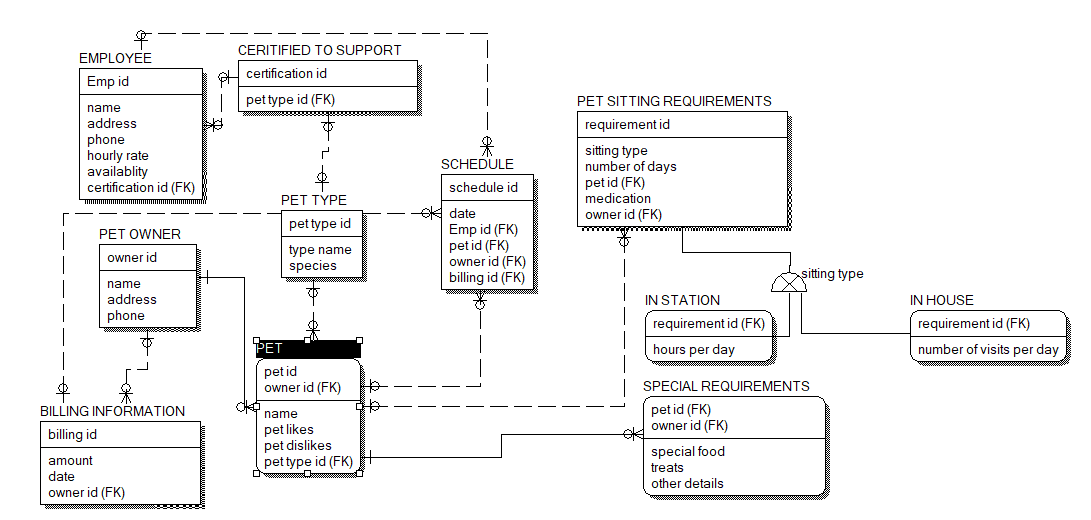 EMPLOYEE
Emp id
name
address
phone
hourly rate
availablity
certification id (FK)
CERITIFIED TO SUPPORT
certification id
pet type id (FK)
PET SITTING REQUIREMENTS
requirement id
sitting type
number of days
pet id (FK)
medication
owner id (FK)
SCHEDULE
schedule id
date
Emp id (FK)
pet id (FK)
owner id (FK)
billing id (FK)
PET TYPE
pet type id
type name
species
PET OWNER
owner id
name
address
phone
sitting type
IN STATION
requirement id (FK)
hours per day
IN HOUSE
requirement id (FK)
number of visits per day
PET
pet id
owner id (FK)
name
pet likes
pet dislikes
pet type id (FK)
SPECIAL REQUIREMENTS
pet id (FK)
owner id (FK)
special food
treats
other details
BILLING INFORMATION
billing id
amount
date
owner id (FK)